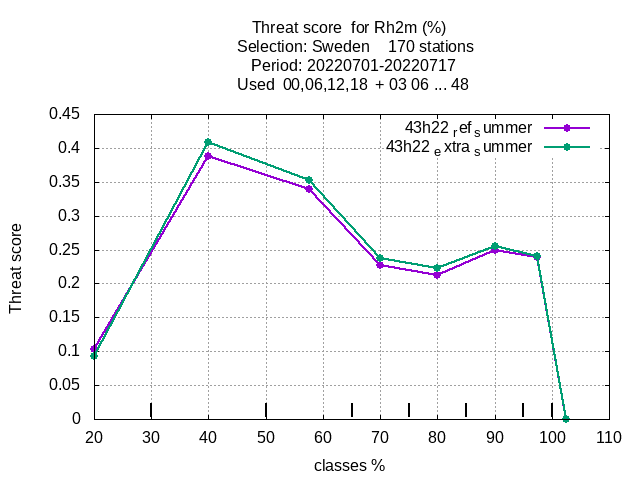 Threat score  for Rh2m (%)
Selection: Sweden    170 stations
Period: 20220701-20220717
Used  00,06,12,18  + 03 06 ... 48
43h22 ref summer
43h22 extra summer
0.45
0.4
0.35
0.3
0.25
0.2
0.15
0.1
0.05
0
Threat score
20 30 40 50 60 70 80 90 100 110
classes %